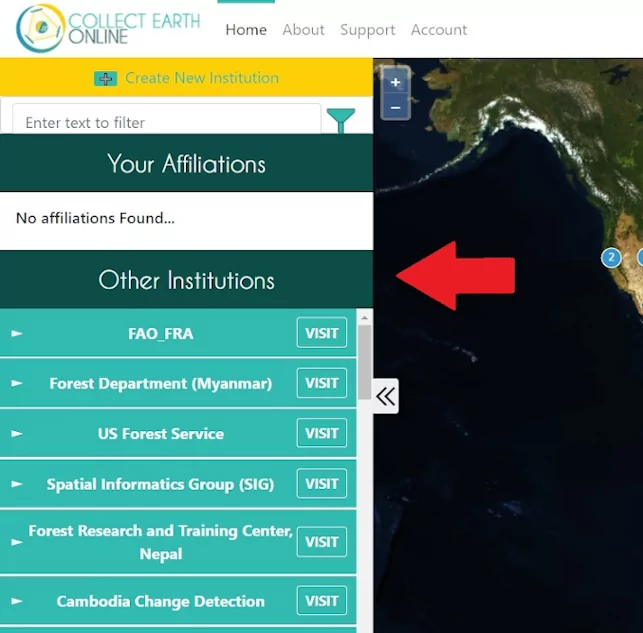 COLLECT EARTH
ONLINE
Home About Support Account
Create New Institution
Enter text to filter
Your Affiliations
No affiliations Found...
Other Institutions
► FAO_FRA VISIT
► Forest Department (Myanmar) VISIT
► US Forest Service VISIT
► Spatial Informatics Group (SIG) VISIT
► Forest Research and Training Center,
Nepal VISIT
► Cambodia Change Detection VISIT
+
−
2